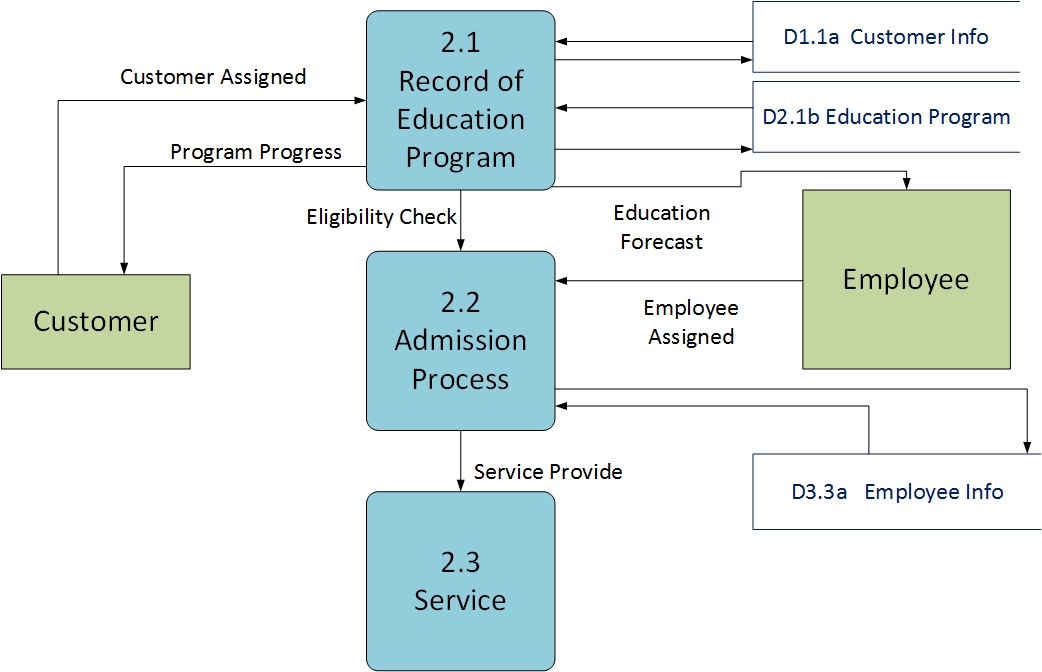 2.1
Record of
Education
Program
D1.1a  Customer Info
Customer Assigned
D2.1b Education Program
Program Progress
Eligibility Check
Education
Forecast
Employee
2.2
Admission
Process
Employee
Assigned
Customer
Service Provide
D3.3a   Employee Info
2.3
Service